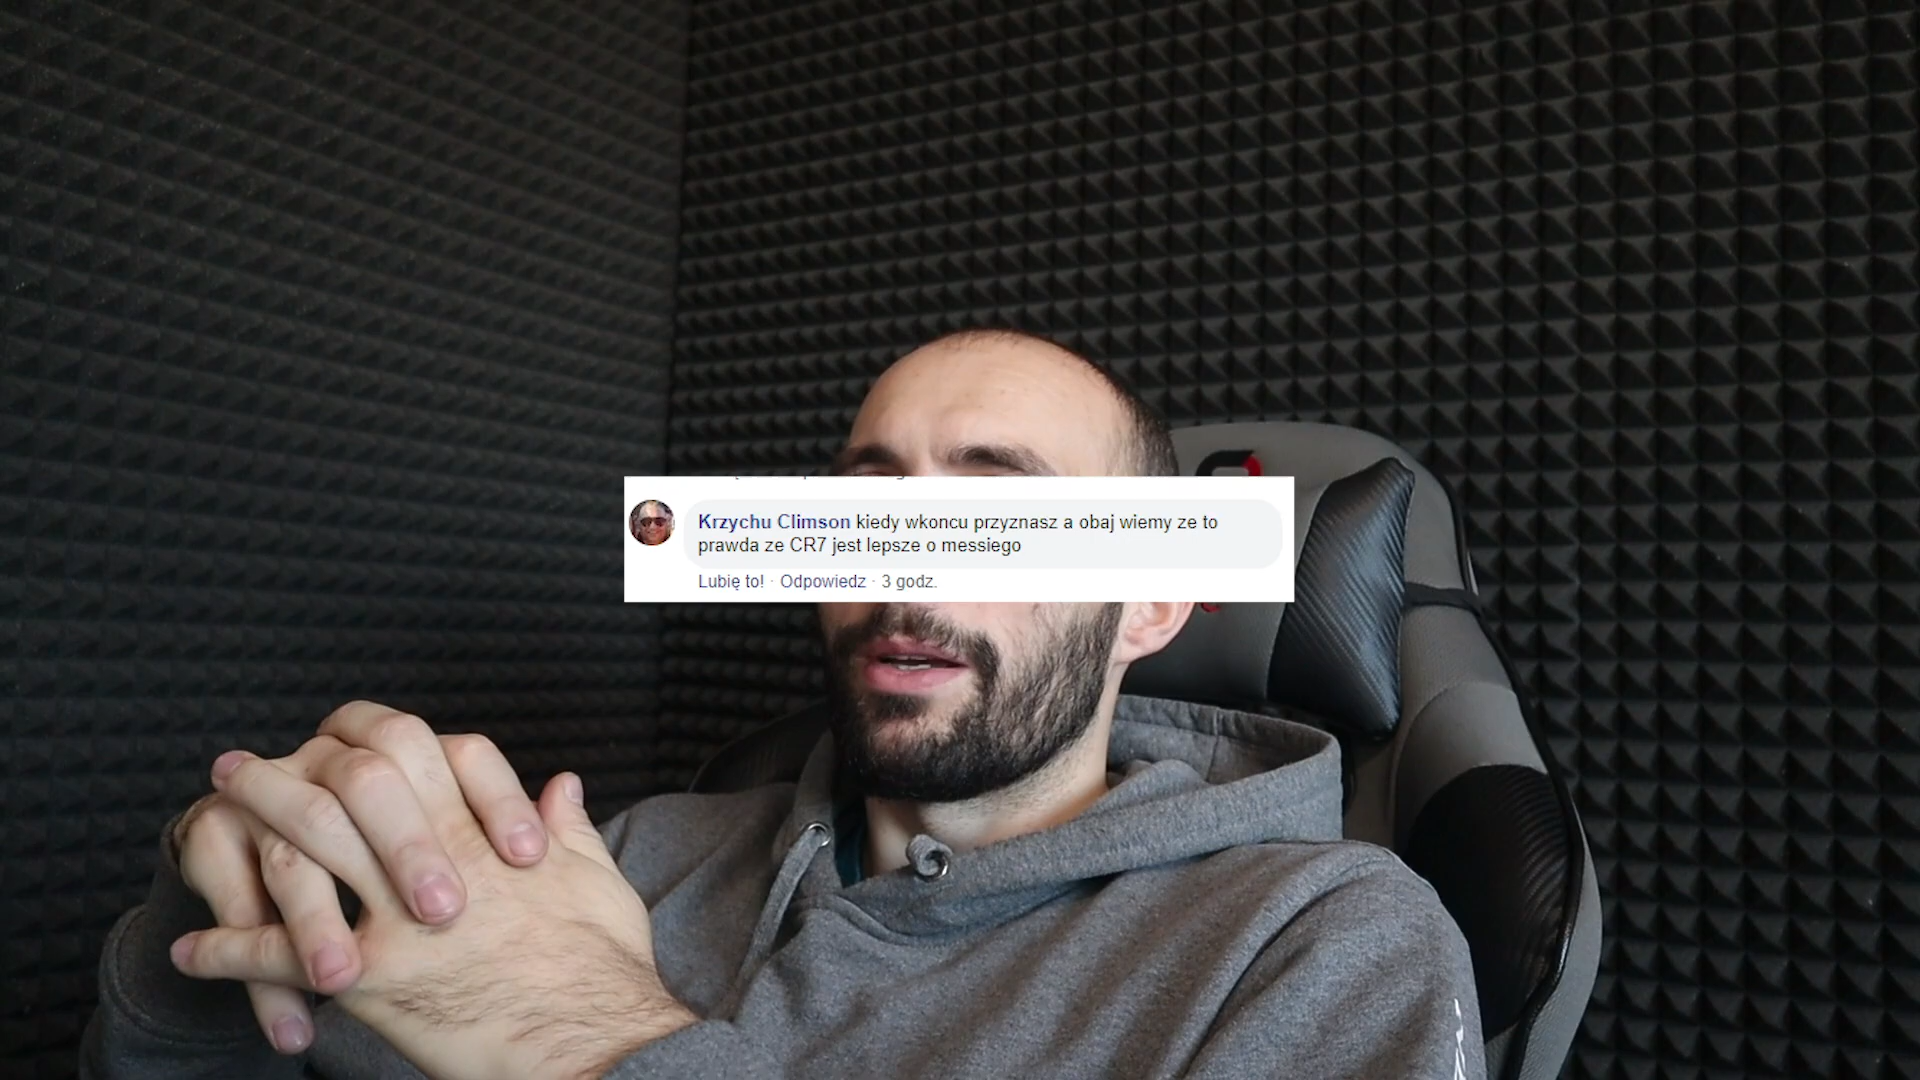 Krzychu Climson kiedy wkoncu przyznasz a obaj wiemy ze to
prawda ze CR7 jest lepsze o messiego
Lubię to! · Odpowiedz · 3 godz.